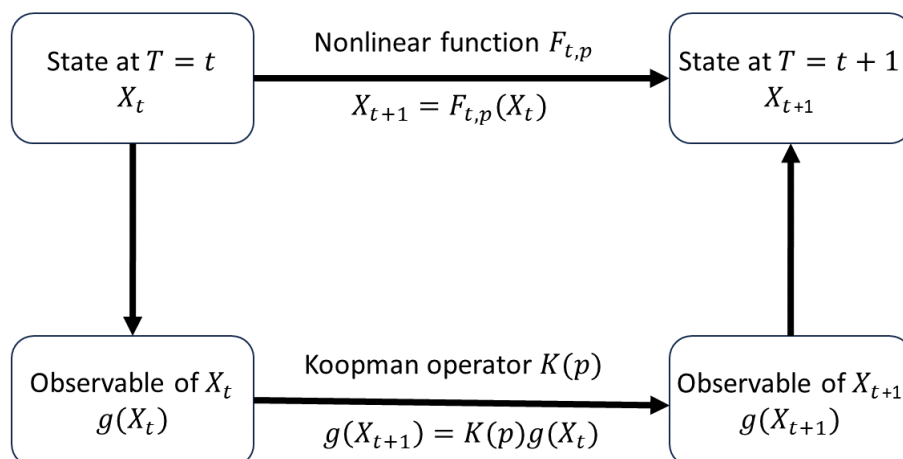 State at T = t
X_t
Nonlinear function F_{t,p}
X_{t+1} = F_{t,p}(X_t)
State at T = t + 1
X_{t+1}
Observable of X_t
g(X_t)
Koopman operator K(p)
g(X_{t+1}) = K(p)g(X_t)
Observable of X_{t+1}
g(X_{t+1})